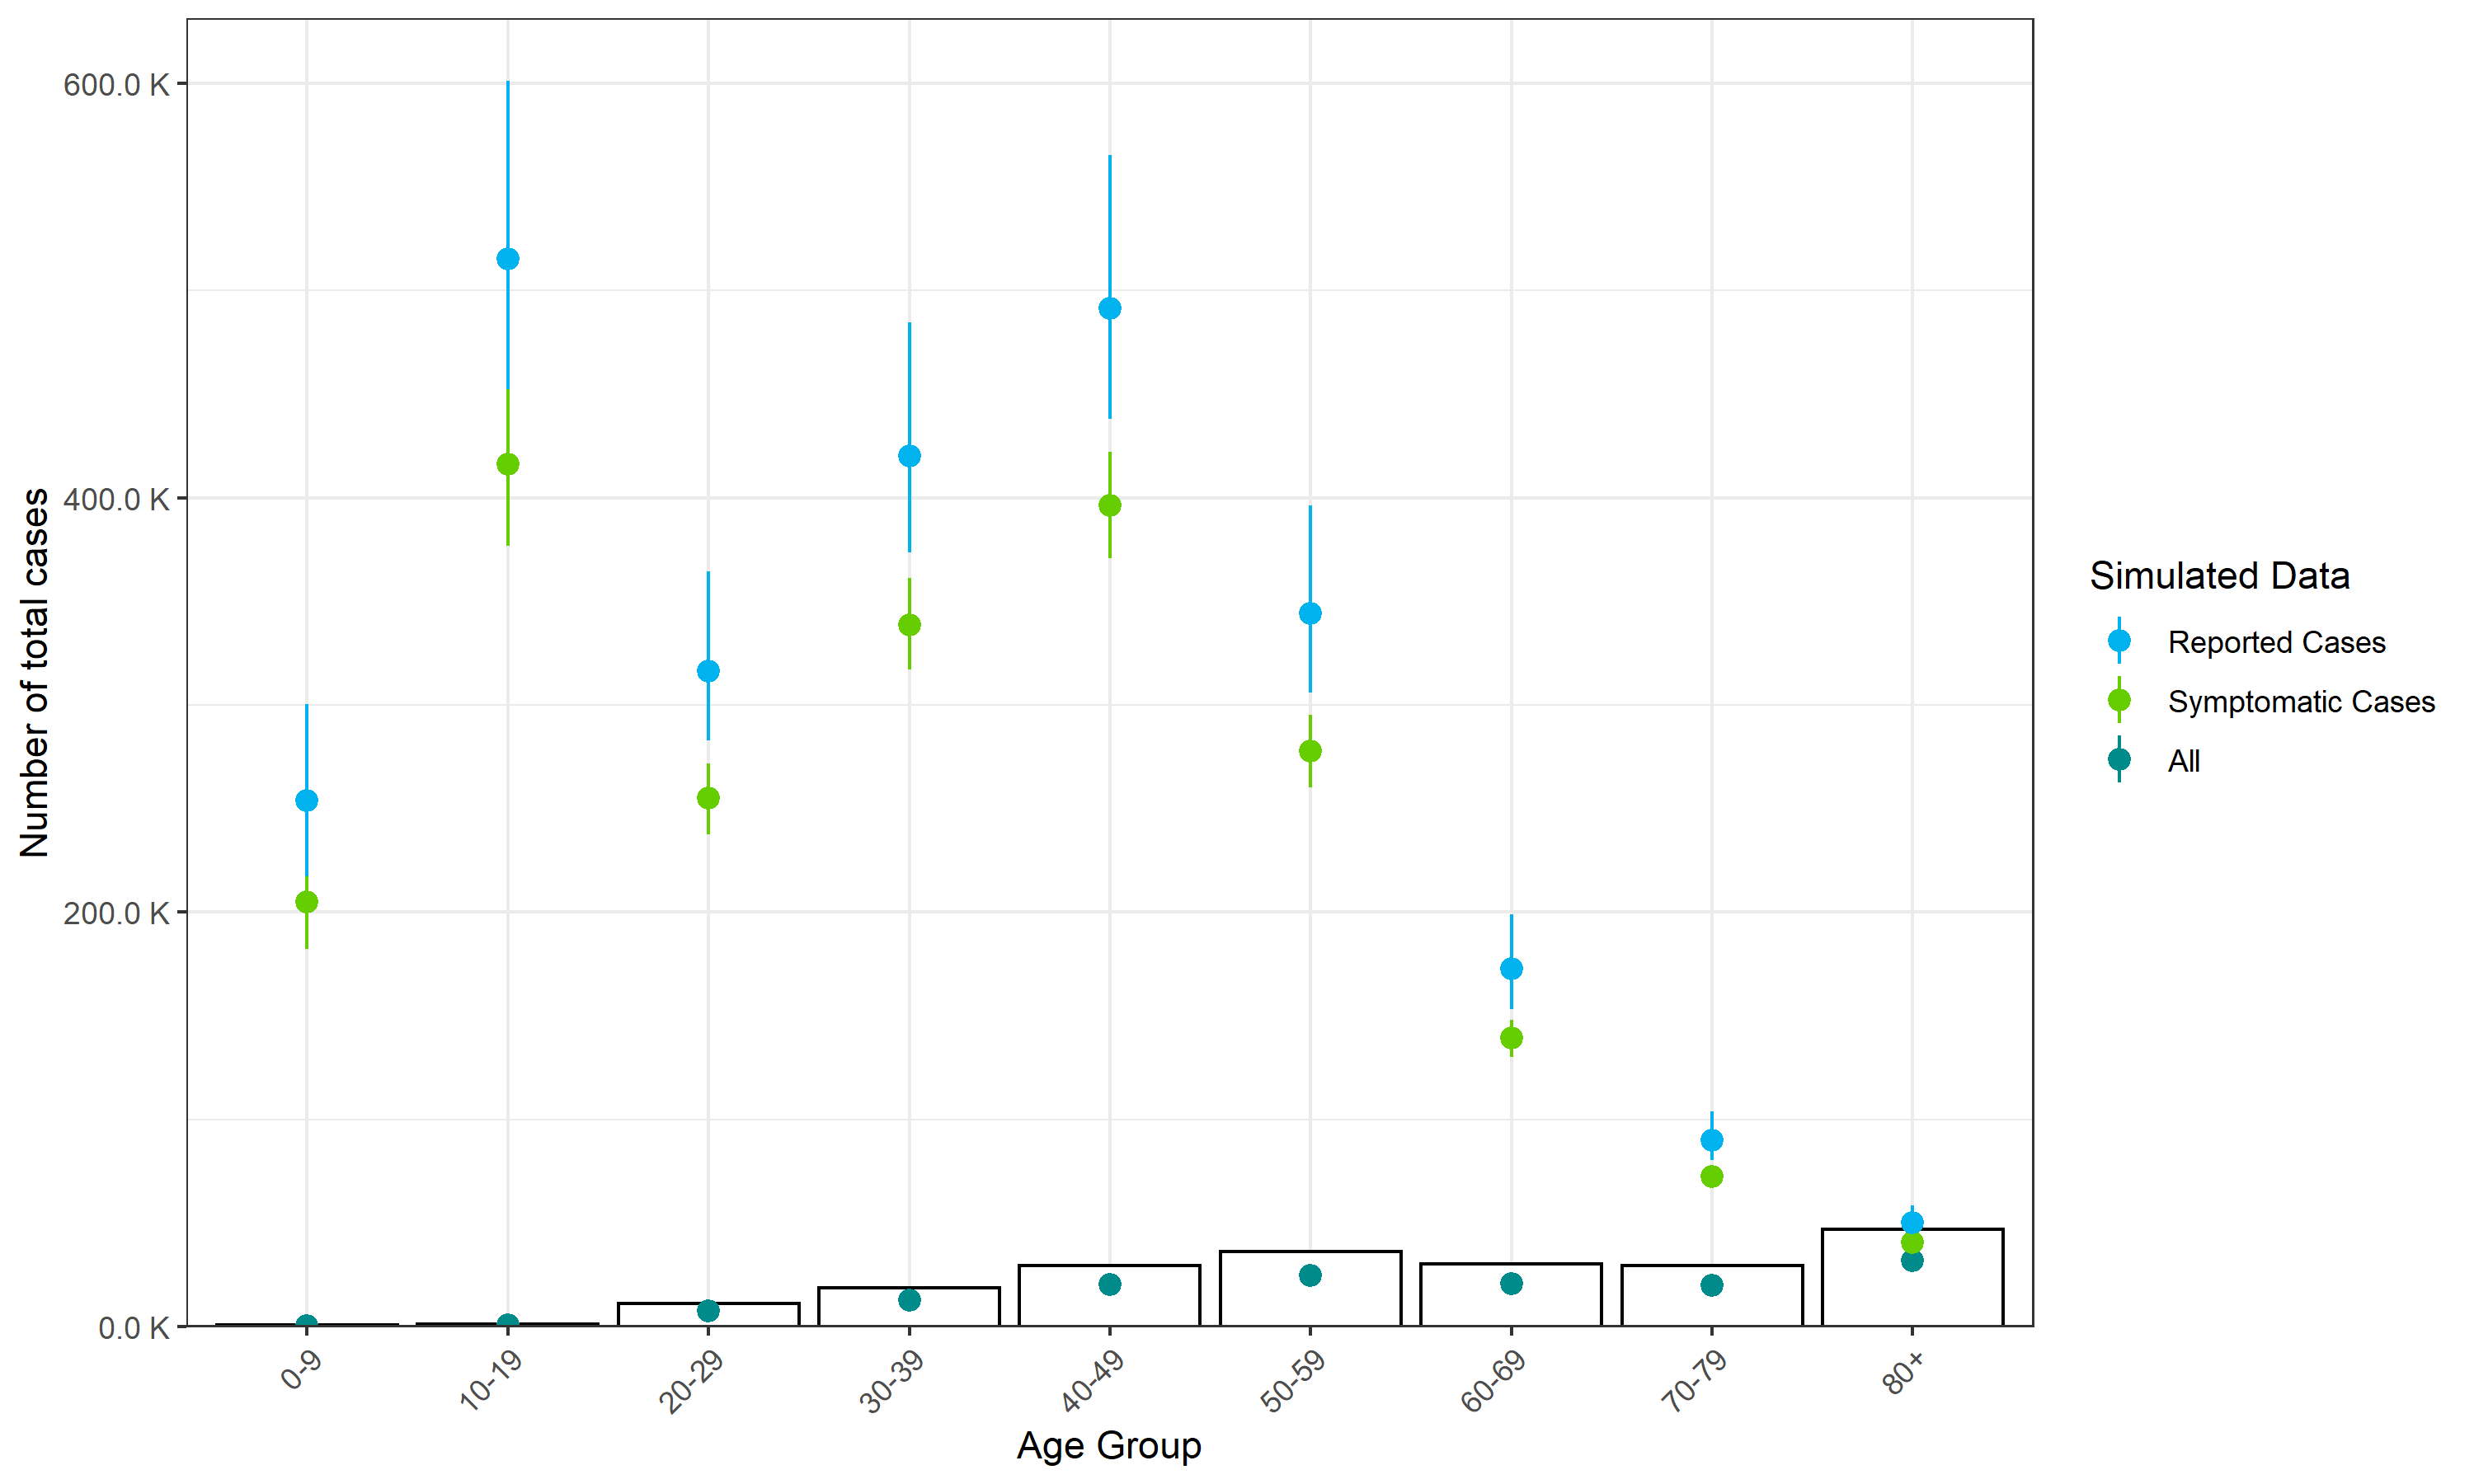 Number of total cases
600.0 K
400.0 K
200.0 K
0.0 K
0-9
10-19
20-29
30-39
40-49
50-59
60-69
70-79
80+
Age Group
Simulated Data
Reported Cases
Symptomatic Cases
All